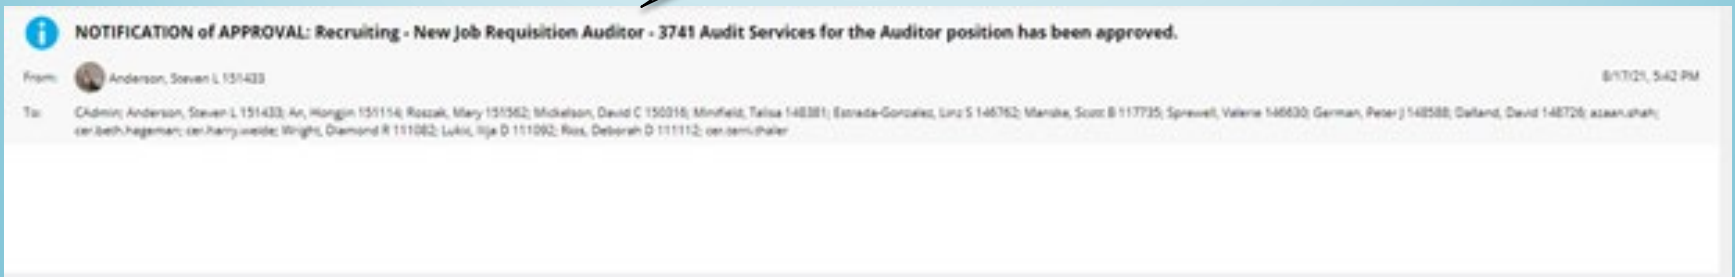 NOTIFICATION of APPROVAL: Recruiting - New Job Requisition Auditor - 3741 Audit Services for the Auditor position has been approved.
From: Anderson, Steven L 151433 8/17/21, 5:42 PM
To: CAdmin; Anderson, Steven L 151433; An, Hongjin 151114; Roszak, Mary 151562; Mickelson, David C 150316; Minifield, Talisa 148381; Estrada-Gonzalez, Linz S 146762; Manske, Scott B 117735; Sprewell, Valerie 146630; German, Peter J 148588; Dalland, David 148726; azaan.shah;
cer.beth.hageman; cer.harry.weide; Wright, Diamond R 111082; Lukic, Ilja D 111092; Rios, Deborah D 111112; cer.terri.thaler